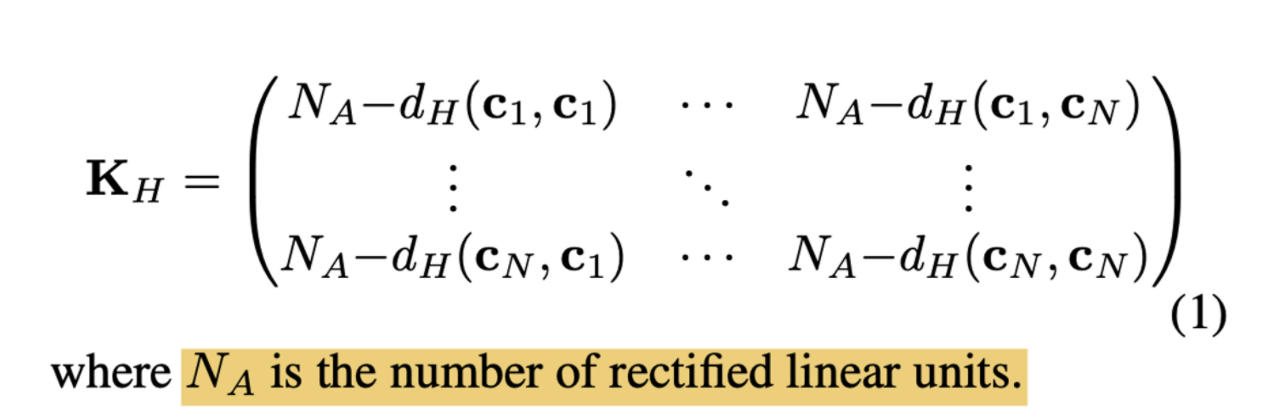 K_H = ( N_A−d_H(c_1, c_1) ⋯ N_A−d_H(c_1, c_N)
⋮ ⋱ ⋮
N_A−d_H(c_N, c_1) ⋯ N_A−d_H(c_N, c_N) )
(1)
where N_A is the number of rectified linear units.